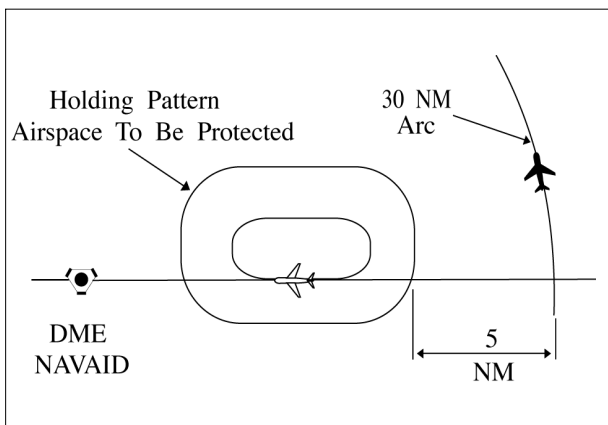 Holding Pattern
Airspace To Be Protected
30 NM
Arc
DME
NAVAID
5
NM